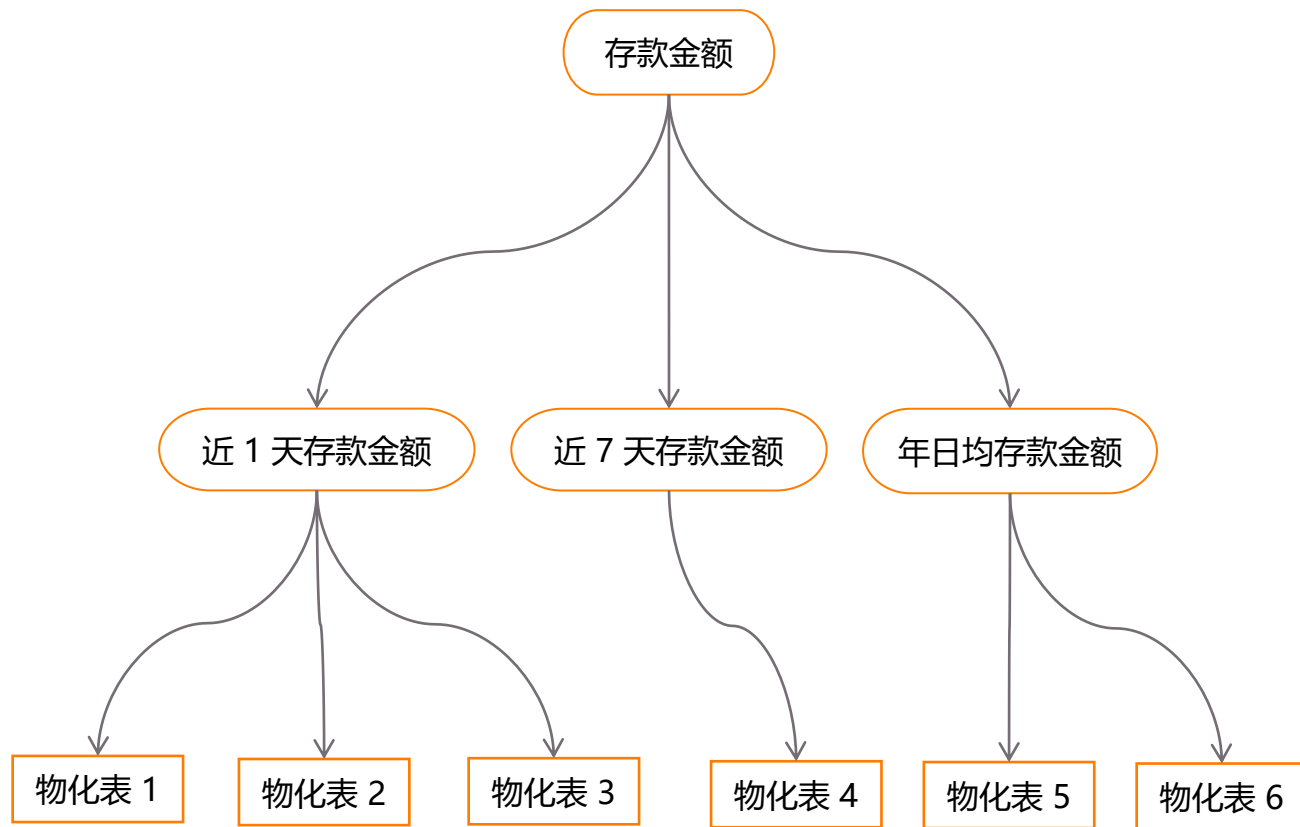 存款金额
近 1 天存款金额
近 7 天存款金额
年日均存款金额
物化表 1
物化表 2
物化表 3
物化表 4
物化表 5
物化表 6